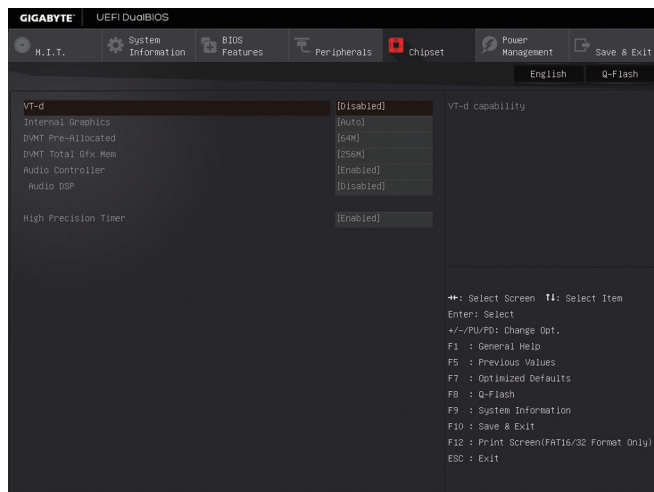 GIGABYTE™ UEFI DualBIOS
M.I.T.
System Information
BIOS Features
Peripherals
Chipset
Power Management
Save & Exit
English
Q-Flash
VT-d [Disabled]
Internal Graphics [Auto]
DVMT Pre-Allocated [64M]
DVMT Total Gfx Mem [256M]
Audio Controller [Enabled]
Audio DSP [Disabled]
High Precision Timer [Enabled]
VT-d capability
→←: Select Screen ↑↓: Select Item
Enter: Select
+/-/PU/PD: Change Opt.
F1 : General Help
F5 : Previous Values
F7 : Optimized Defaults
F8 : Q-Flash
F9 : System Information
F10 : Save & Exit
F12 : Print Screen(FAT16/32 Format Only)
ESC : Exit